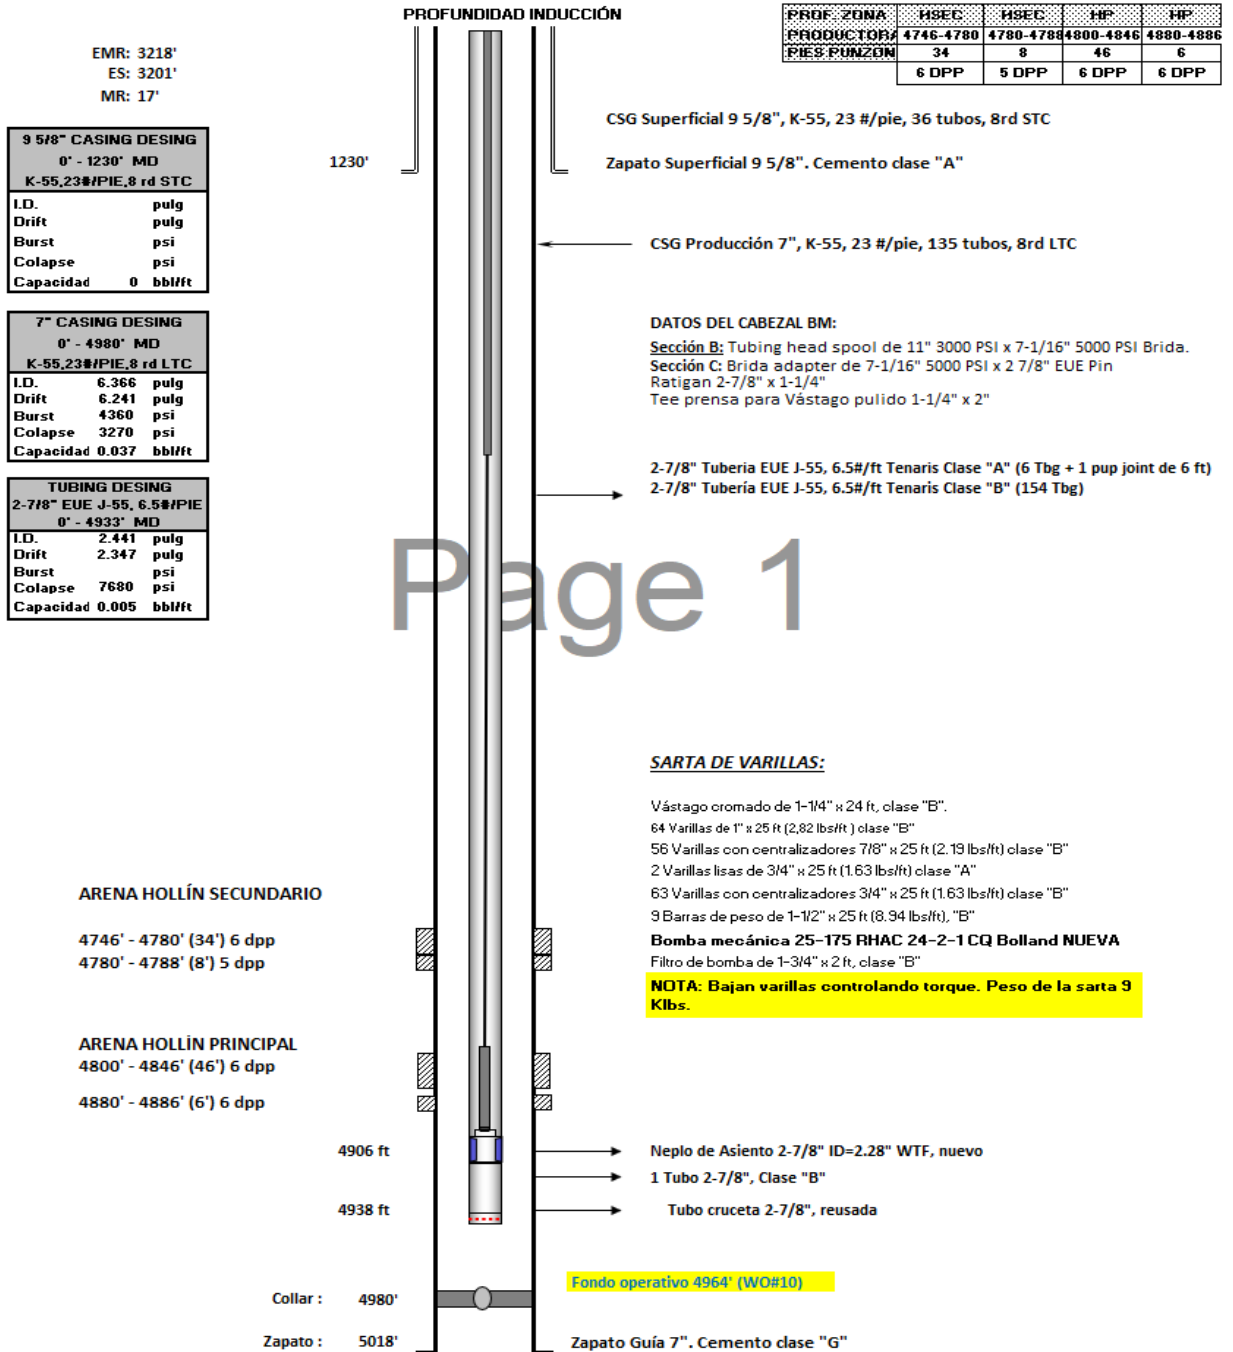 PROFUNDIDAD INDUCCIÓN
PROF. ZONA HSEC HSEC HP HP
PRODUCTORA 4746-4780 4780-4788 4800-4846 4880-4886
PIES PUNZON 34 8 46 6
6 DPP 5 DPP 6 DPP 6 DPP
EMR: 3218'
ES: 3201'
MR: 17'
CSG Superficial 9 5/8", K-55, 23 #/pie, 36 tubos, 8rd STC
1230'
Zapato Superficial 9 5/8". Cemento clase "A"
9 5/8" CASING DESING
0' - 1230' MD
K-55,23#/PIE,8 rd STC
I.D. pulg
Drift pulg
Burst psi
Colapse psi
Capacidad 0 bbl/ft
CSG Producción 7", K-55, 23 #/pie, 135 tubos, 8rd LTC
7" CASING DESING
0' - 4980' MD
K-55,23#/PIE,8 rd LTC
I.D. 6.366 pulg
Drift 6.241 pulg
Burst 4360 psi
Colapse 3270 psi
Capacidad 0.037 bbl/ft
DATOS DEL CABEZAL BM:
Sección B: Tubing head spool de 11" 3000 PSI x 7-1/16" 5000 PSI Brida.
Sección C: Brida adapter de 7-1/16" 5000 PSI x 2 7/8" EUE Pin
Ratigan 2-7/8" x 1-1/4"
Tee prensa para Vástago pulido 1-1/4" x 2"
TUBING DESING
2-7/8" EUE J-55, 6.5#/PIE
0' - 4933' MD
I.D. 2.441 pulg
Drift 2.347 pulg
Burst psi
Colapse 7680 psi
Capacidad 0.005 bbl/ft
2-7/8" Tuberia EUE J-55, 6.5#/ft Tenaris Clase "A" (6 Tbg + 1 pup joint de 6 ft)
2-7/8" Tubería EUE J-55, 6.5#/ft Tenaris Clase "B" (154 Tbg)
Page 1
SARTA DE VARILLAS:
Vástago cromado de 1-1/4" x 24 ft, clase "B".
64 Varillas de 1" x 25 ft (2,82 lbs/ft ) clase "B"
56 Varillas con centralizadores 7/8" x 25 ft (2.19 lbs/ft) clase "B"
2 Varillas lisas de 3/4" x 25 ft (1.63 lbs/ft) clase "A"
63 Varillas con centralizadores 3/4" x 25 ft (1.63 lbs/ft) clase "B"
9 Barras de peso de 1-1/2" x 25 ft (8.94 lbs/ft), "B"
Bomba mecánica 25-175 RHAC 24-2-1 CQ Bolland NUEVA
Filtro de bomba de 1-3/4" x 2 ft, clase "B"
NOTA: Bajan varillas controlando torque. Peso de la sarta 9
Klbs.
ARENA HOLLÍN SECUNDARIO
4746' - 4780' (34') 6 dpp
4780' - 4788' (8') 5 dpp
ARENA HOLLÍN PRINCIPAL
4800' - 4846' (46') 6 dpp
4880' - 4886' (6') 6 dpp
4906 ft
Neplo de Asiento 2-7/8" ID=2.28" WTF, nuevo
1 Tubo 2-7/8", Clase "B"
4938 ft
Tubo cruceta 2-7/8", reusada
Fondo operativo 4964' (WO#10)
Collar : 4980'
Zapato : 5018'
Zapato Guía 7". Cemento clase "G"